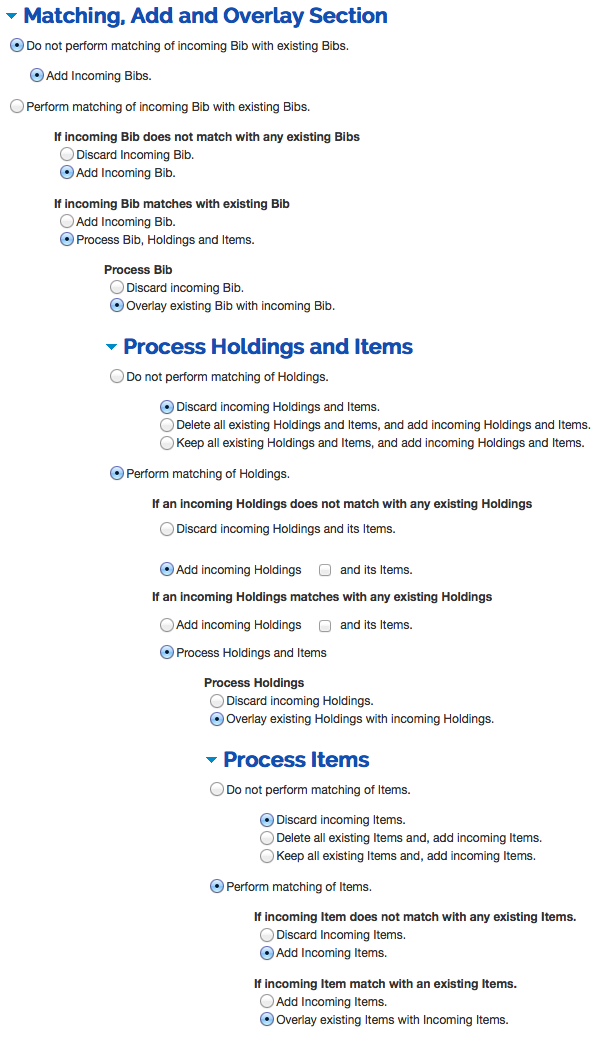 Matching, Add and Overlay Section
Do not perform matching of incoming Bib with existing Bibs.
Add Incoming Bibs.
Perform matching of incoming Bib with existing Bibs.
If incoming Bib does not match with any existing Bibs
Discard Incoming Bib.
Add Incoming Bib.
If incoming Bib matches with existing Bib
Add Incoming Bib.
Process Bib, Holdings and Items.
Process Bib
Discard incoming Bib.
Overlay existing Bib with incoming Bib.
Process Holdings and Items
Do not perform matching of Holdings.
Discard incoming Holdings and Items.
Delete all existing Holdings and Items, and add incoming Holdings and Items.
Keep all existing Holdings and Items, and add incoming Holdings and Items.
Perform matching of Holdings.
If an incoming Holdings does not match with any existing Holdings
Discard incoming Holdings and its Items.
Add incoming Holdings and its Items.
If an incoming Holdings matches with any existing Holdings
Add incoming Holdings and its Items.
Process Holdings and Items
Process Holdings
Discard incoming Holdings.
Overlay existing Holdings with incoming Holdings.
Process Items
Do not perform matching of Items.
Discard incoming Items.
Delete all existing Items and, add incoming Items.
Keep all existing Items and, add incoming Items.
Perform matching of Items.
If incoming Item does not match with any existing Items.
Discard Incoming Items.
Add Incoming Items.
If incoming Item match with an existing Items.
Add Incoming Items.
Overlay existing Items with Incoming Items.